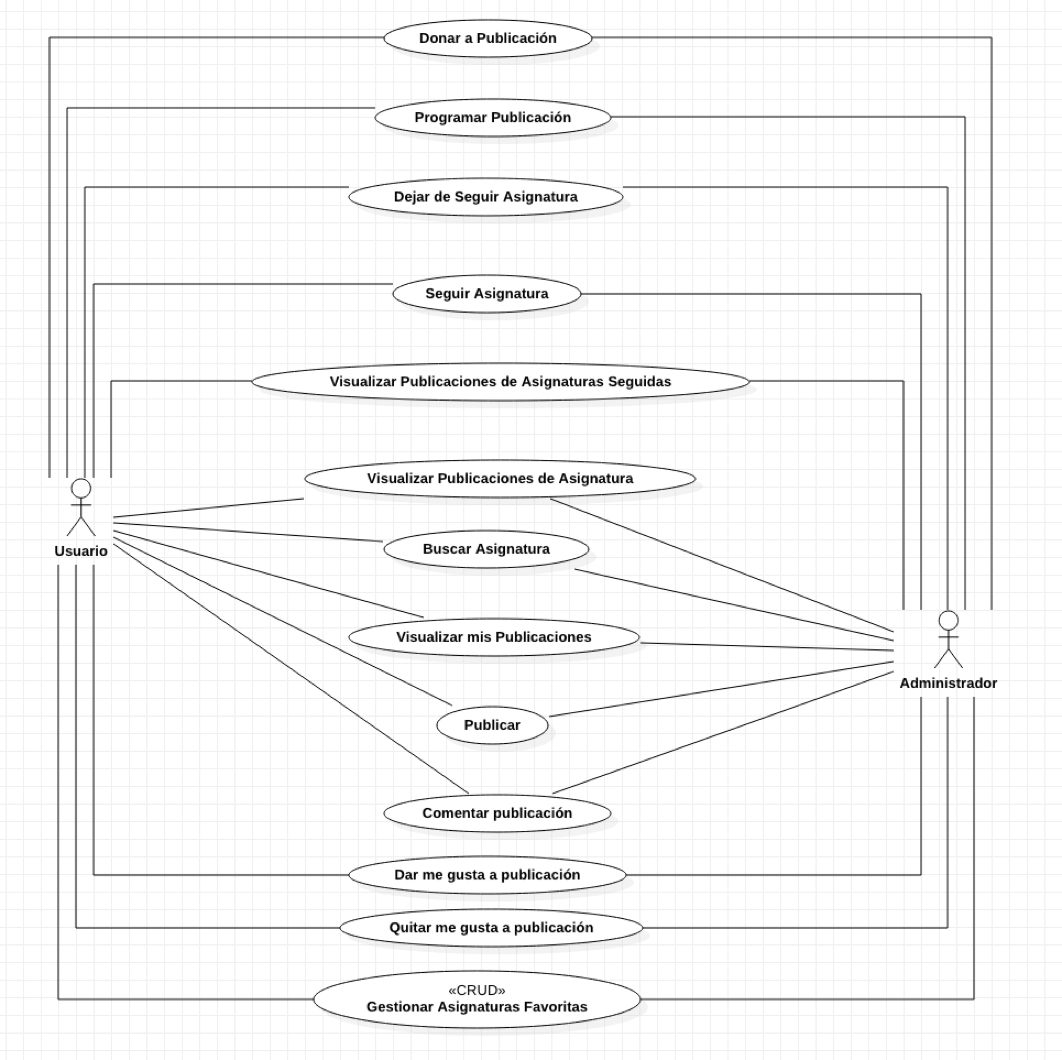 Donar a Publicación
Programar Publicación
Dejar de Seguir Asignatura
Seguir Asignatura
Visualizar Publicaciones de Asignaturas Seguidas
Visualizar Publicaciones de Asignatura
Buscar Asignatura
Usuario
Visualizar mis Publicaciones
Administrador
Publicar
Comentar publicación
Dar me gusta a publicación
Quitar me gusta a publicación
«CRUD»
Gestionar Asignaturas Favoritas